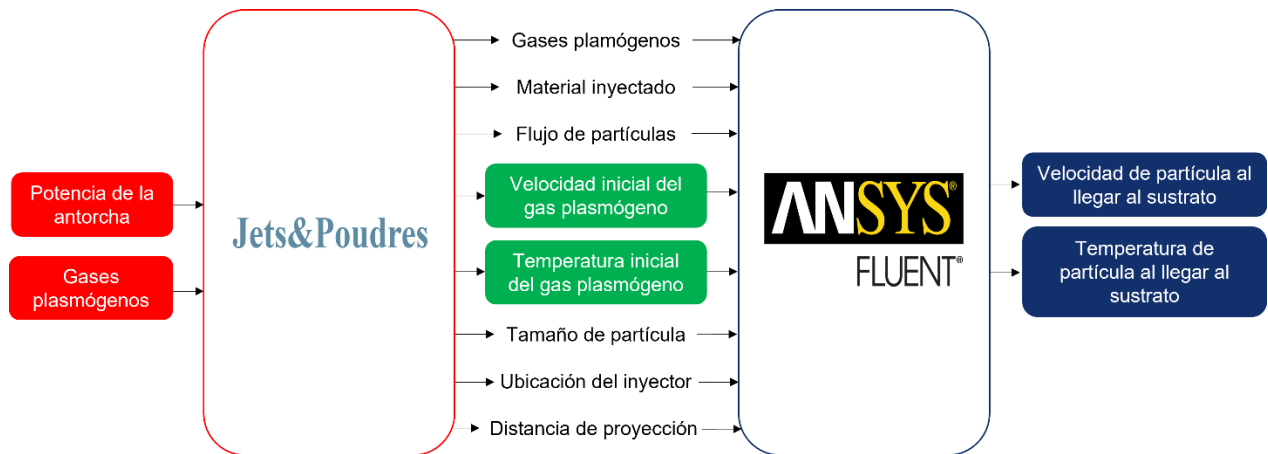 Potencia de la
antorcha
Gases
plasmógenos
Jets&Poudres
Gases plamógenos
Material inyectado
Flujo de partículas
Velocidad inicial del
gas plasmógeno
Temperatura inicial
del gas plasmógeno
Tamaño de partícula
Ubicación del inyector
Distancia de proyección
ANSYS®
FLUENT®
Velocidad de partícula al
llegar al sustrato
Temperatura de
partícula al llegar al
sustrato